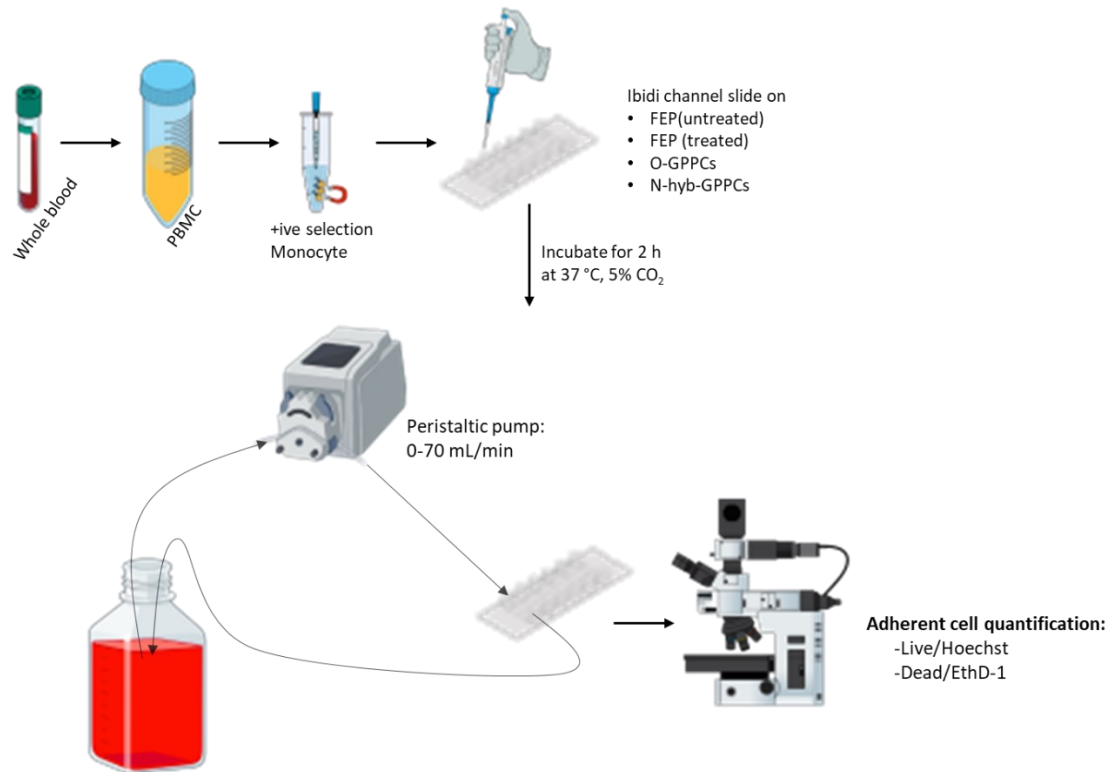 Whole blood
PBMC
+ive selection
Monocyte
Ibidi channel slide on
• FEP(untreated)
• FEP (treated)
• O-GPPCs
• N-hyb-GPPCs
Incubate for 2 h
at 37 °C, 5% CO₂
Peristaltic pump:
0-70 mL/min
Adherent cell quantification:
-Live/Hoechst
-Dead/EthD-1